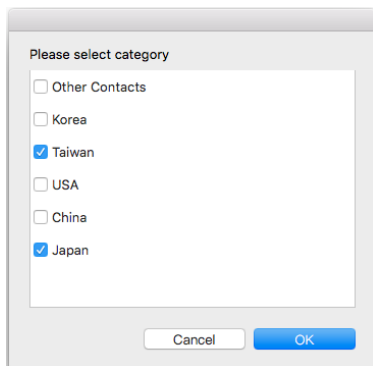 Please select category
Other Contacts
Korea
Taiwan
USA
China
Japan
Cancel OK